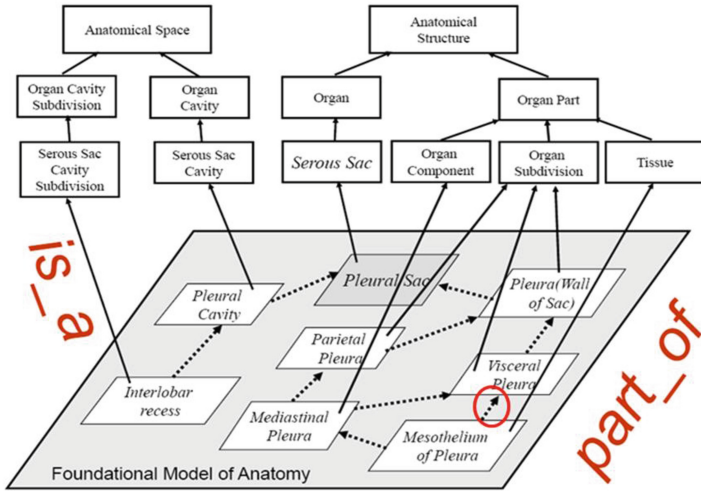 Anatomical Space
Anatomical
Structure
Organ Cavity
Subdivision
Organ
Cavity
Organ
Organ Part
Serous Sac
Cavity
Subdivision
Serous Sac
Cavity
Serous Sac
Organ
Component
Organ
Subdivision
Tissue
is_a
part_of
Pleural Sac
Pleura(Wall
of Sac)
Pleural
Cavity
Parietal
Pleura
Visceral
Pleura
Interlobar
recess
Mediastinal
Pleura
Mesothelium
of Pleura
Foundational Model of Anatomy